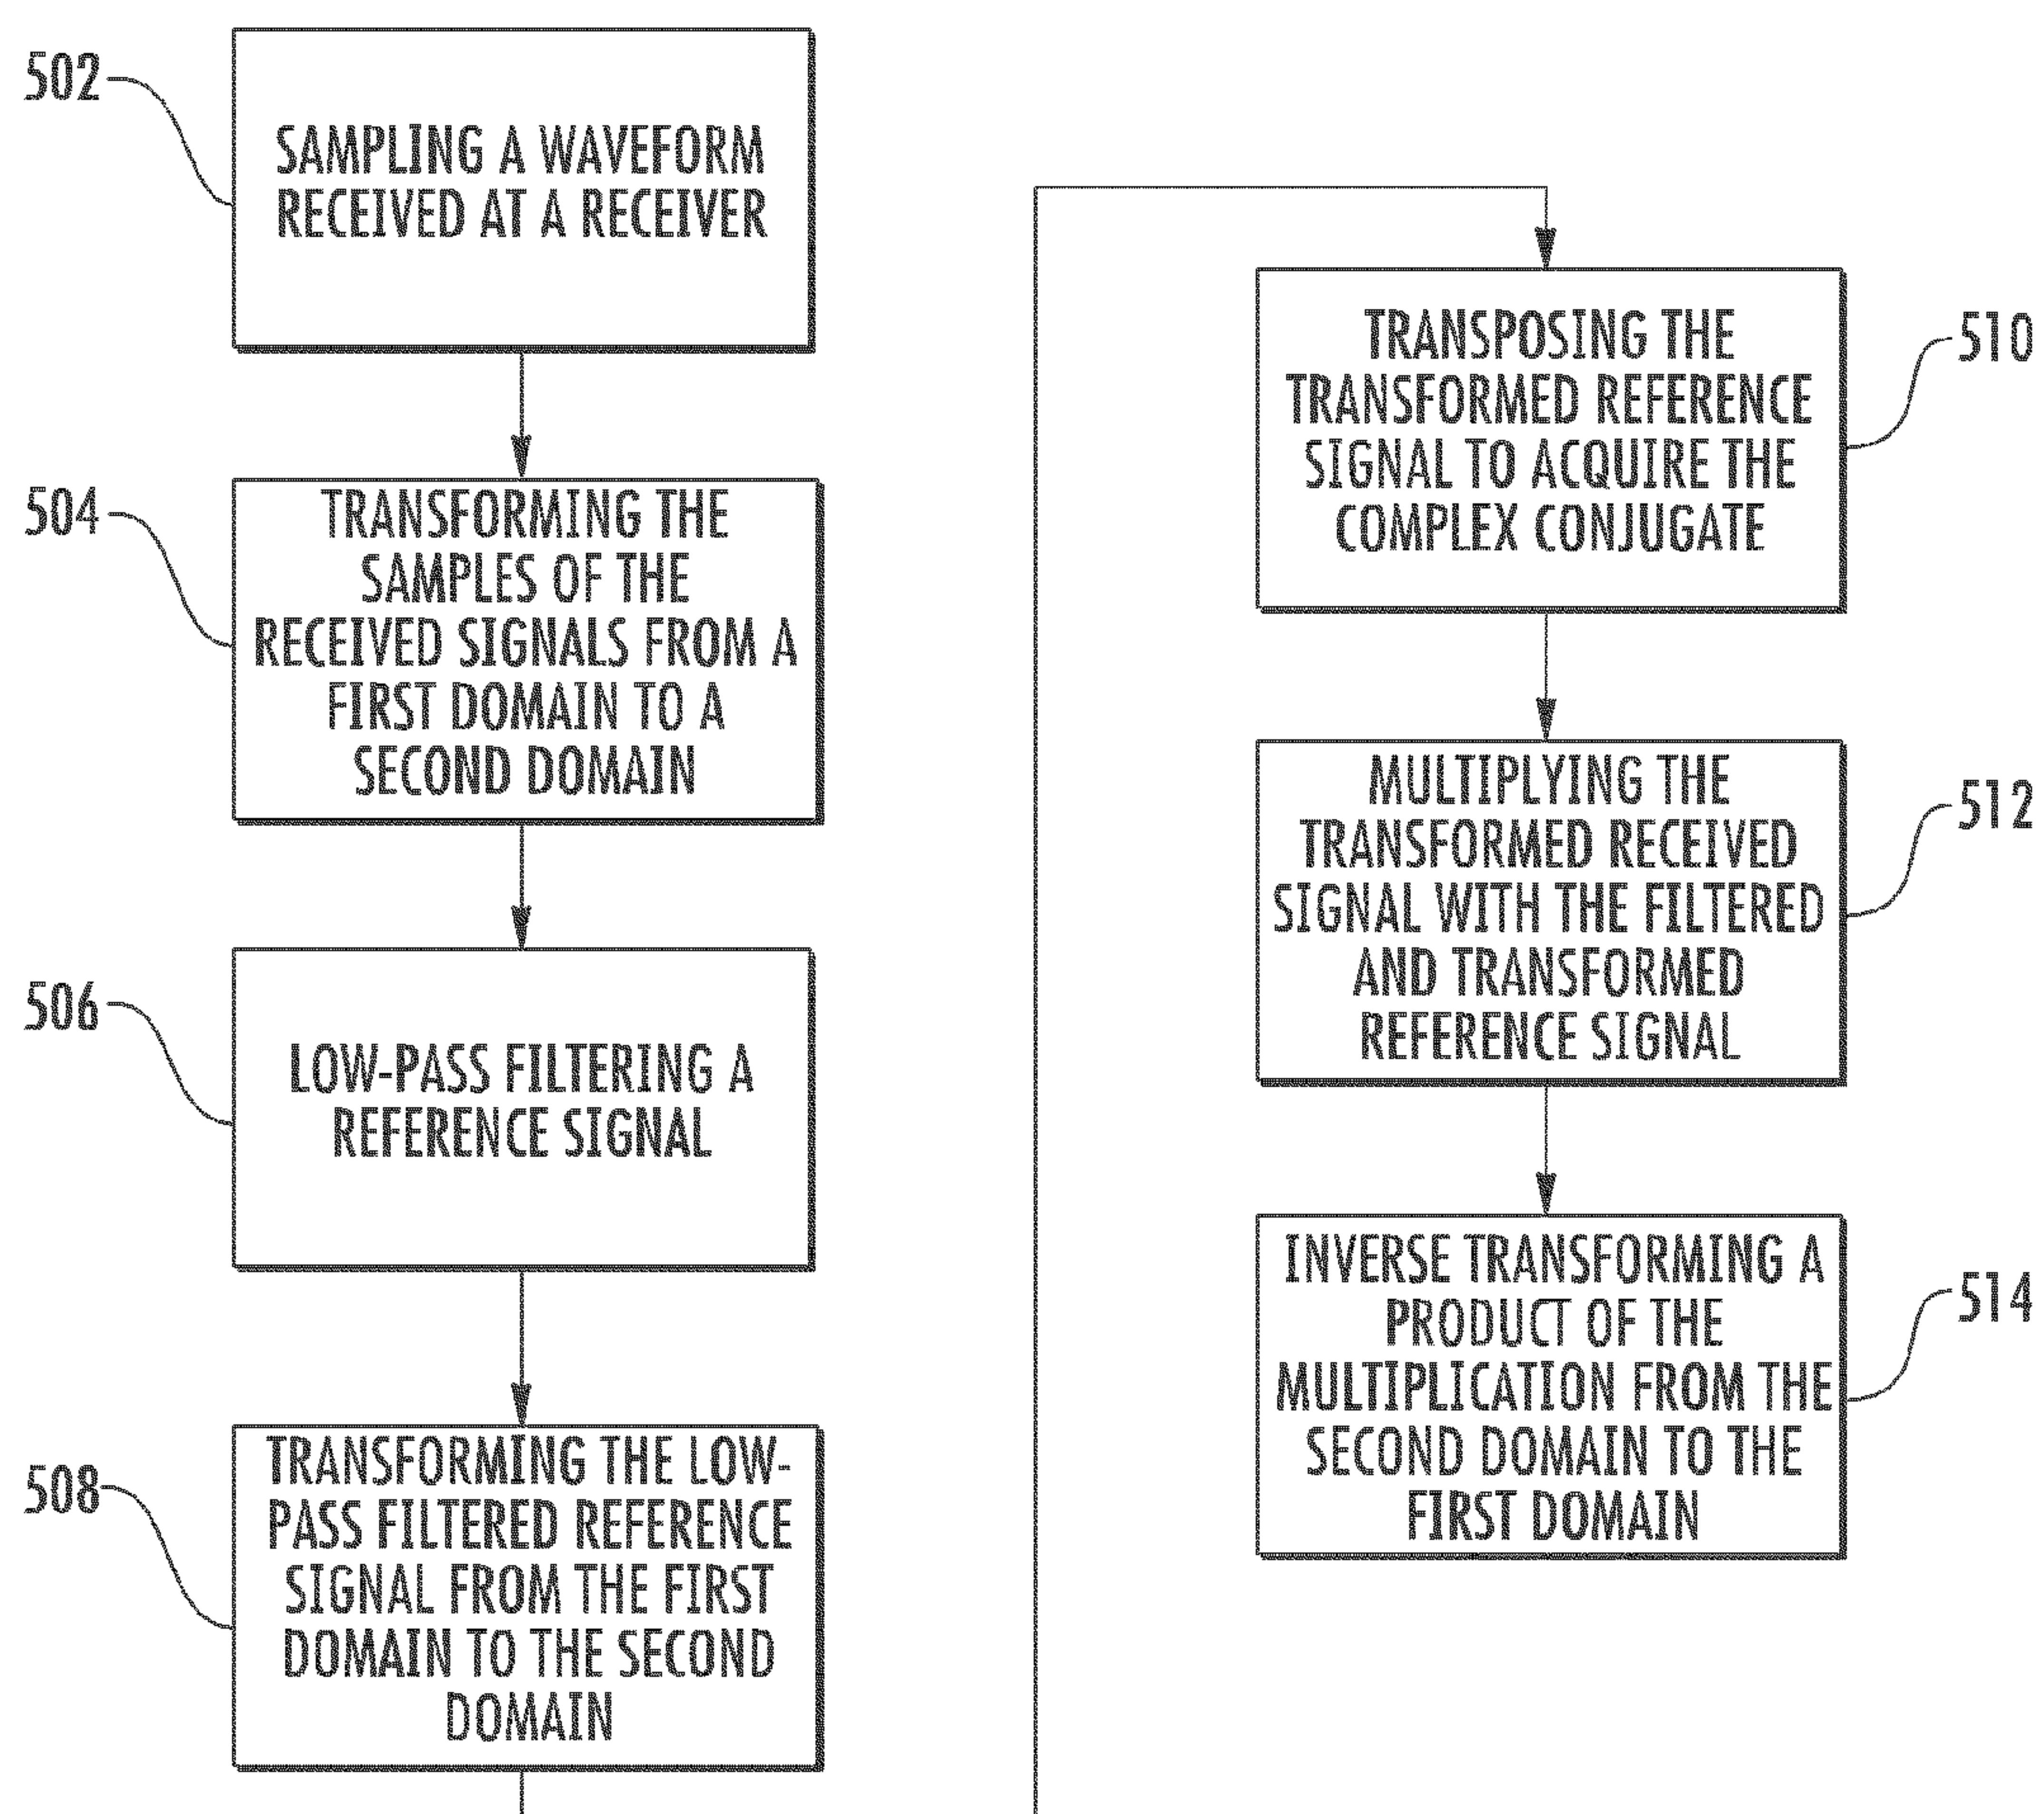 502
SAMPLING A WAVEFORM
RECEIVED AT A RECEIVER
504
TRANSFORMING THE
SAMPLES OF THE
RECEIVED SIGNALS FROM A
FIRST DOMAIN TO A
SECOND DOMAIN
506
LOW-PASS FILTERING A
REFERENCE SIGNAL
508
TRANSFORMING THE LOW-
PASS FILTERED REFERENCE
SIGNAL FROM THE FIRST
DOMAIN TO THE SECOND
DOMAIN
TRANSPOSING THE
TRANSFORMED REFERENCE
SIGNAL TO ACQUIRE THE
COMPLEX CONJUGATE
510
MULTIPLYING THE
TRANSFORMED RECEIVED
SIGNAL WITH THE FILTERED
AND TRANSFORMED
REFERENCE SIGNAL
512
INVERSE TRANSFORMING A
PRODUCT OF THE
MULTIPLICATION FROM THE
SECOND DOMAIN TO THE
FIRST DOMAIN
514